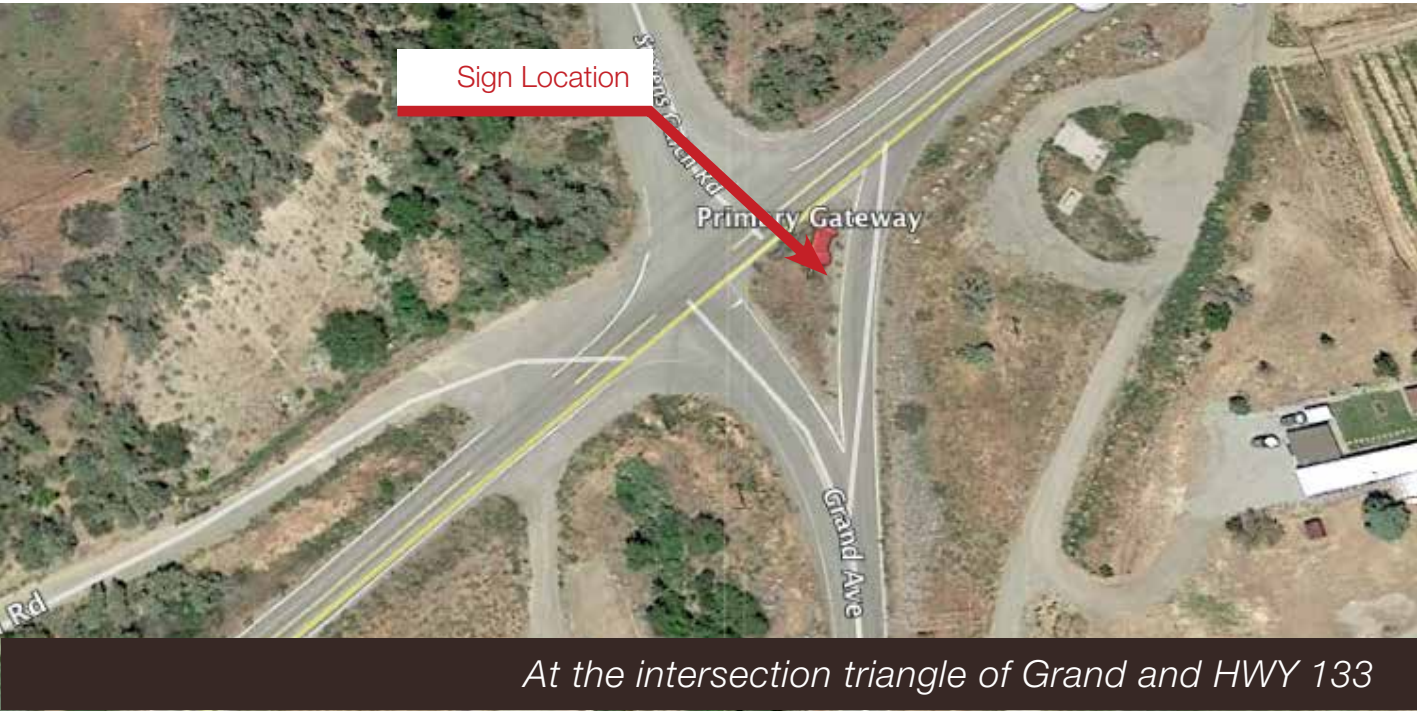 Sign Location
Primary Gateway
Grand Ave
Rd
At the intersection triangle of Grand and HWY 133